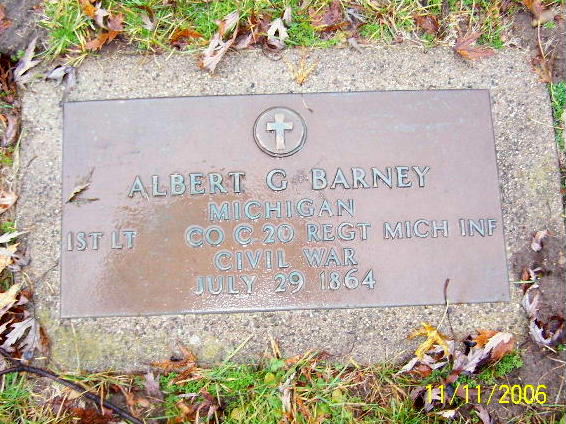 ALBERT G BARNEY
MICHIGAN
1ST LT CO C 20 REGT MICH INF
CIVIL WAR
JULY 29 1864
11/11/2006